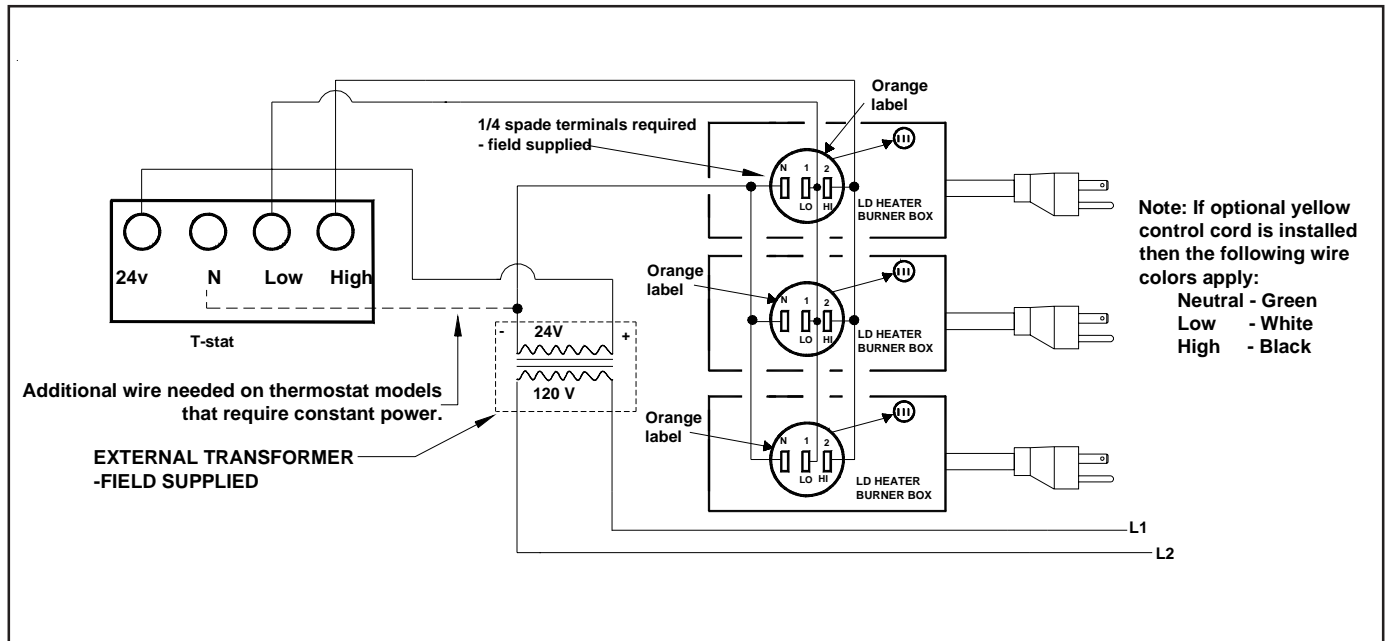 Orange
label
1/4 spade terminals required
- field supplied
N 1 2
LO HI
LD HEATER
BURNER BOX
24v N Low High
T-stat
Orange
label
N 1 2
LO HI
LD HEATER
BURNER BOX
Note: If optional yellow
control cord is installed
then the following wire
colors apply:
Neutral - Green
Low - White
High - Black
- 24V +
120 V
Additional wire needed on thermostat models
that require constant power.
EXTERNAL TRANSFORMER
-FIELD SUPPLIED
Orange
label
N 1 2
LO HI
LD HEATER
BURNER BOX
L1
L2